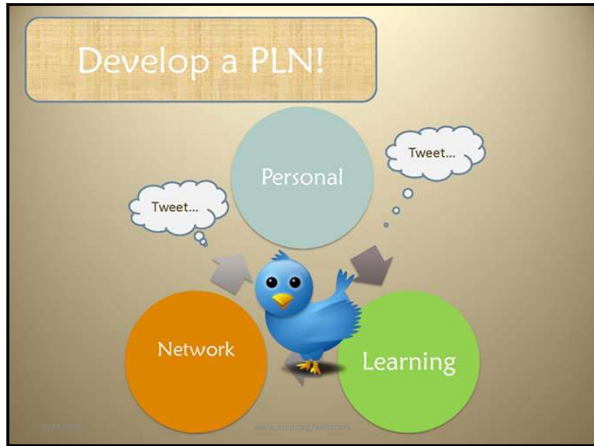 Develop a PLN!
Personal
Tweet...
Tweet...
Network
Learning